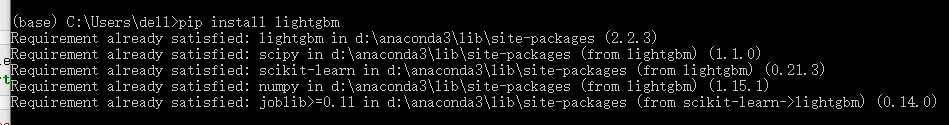 (base) C:\Users\dell>pip install lightgbm
Requirement already satisfied: lightgbm in d:\anaconda3\lib\site-packages (2.2.3)
Requirement already satisfied: scipy in d:\anaconda3\lib\site-packages (from lightgbm) (1.1.0)
Requirement already satisfied: scikit-learn in d:\anaconda3\lib\site-packages (from lightgbm) (0.21.3)
Requirement already satisfied: numpy in d:\anaconda3\lib\site-packages (from lightgbm) (1.15.1)
Requirement already satisfied: joblib>=0.11 in d:\anaconda3\lib\site-packages (from scikit-learn->lightgbm) (0.14.0)